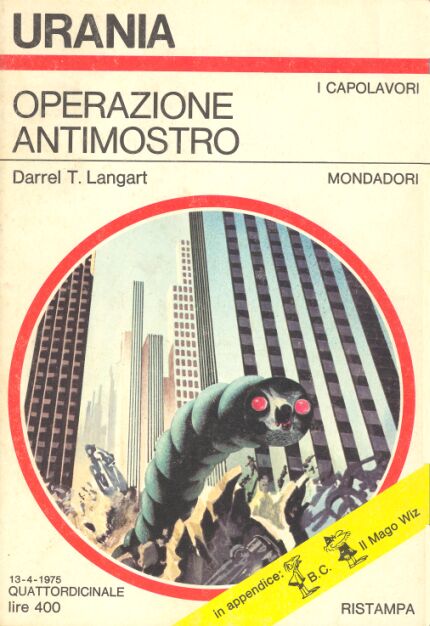 URANIA
I CAPOLAVORI
OPERAZIONE
ANTIMOSTRO
Darrel T. Langart
MONDADORI
in appendice: B.C. Il Mago Wiz
13-4-1975
QUATTORDICINALE
lire 400
RISTAMPA